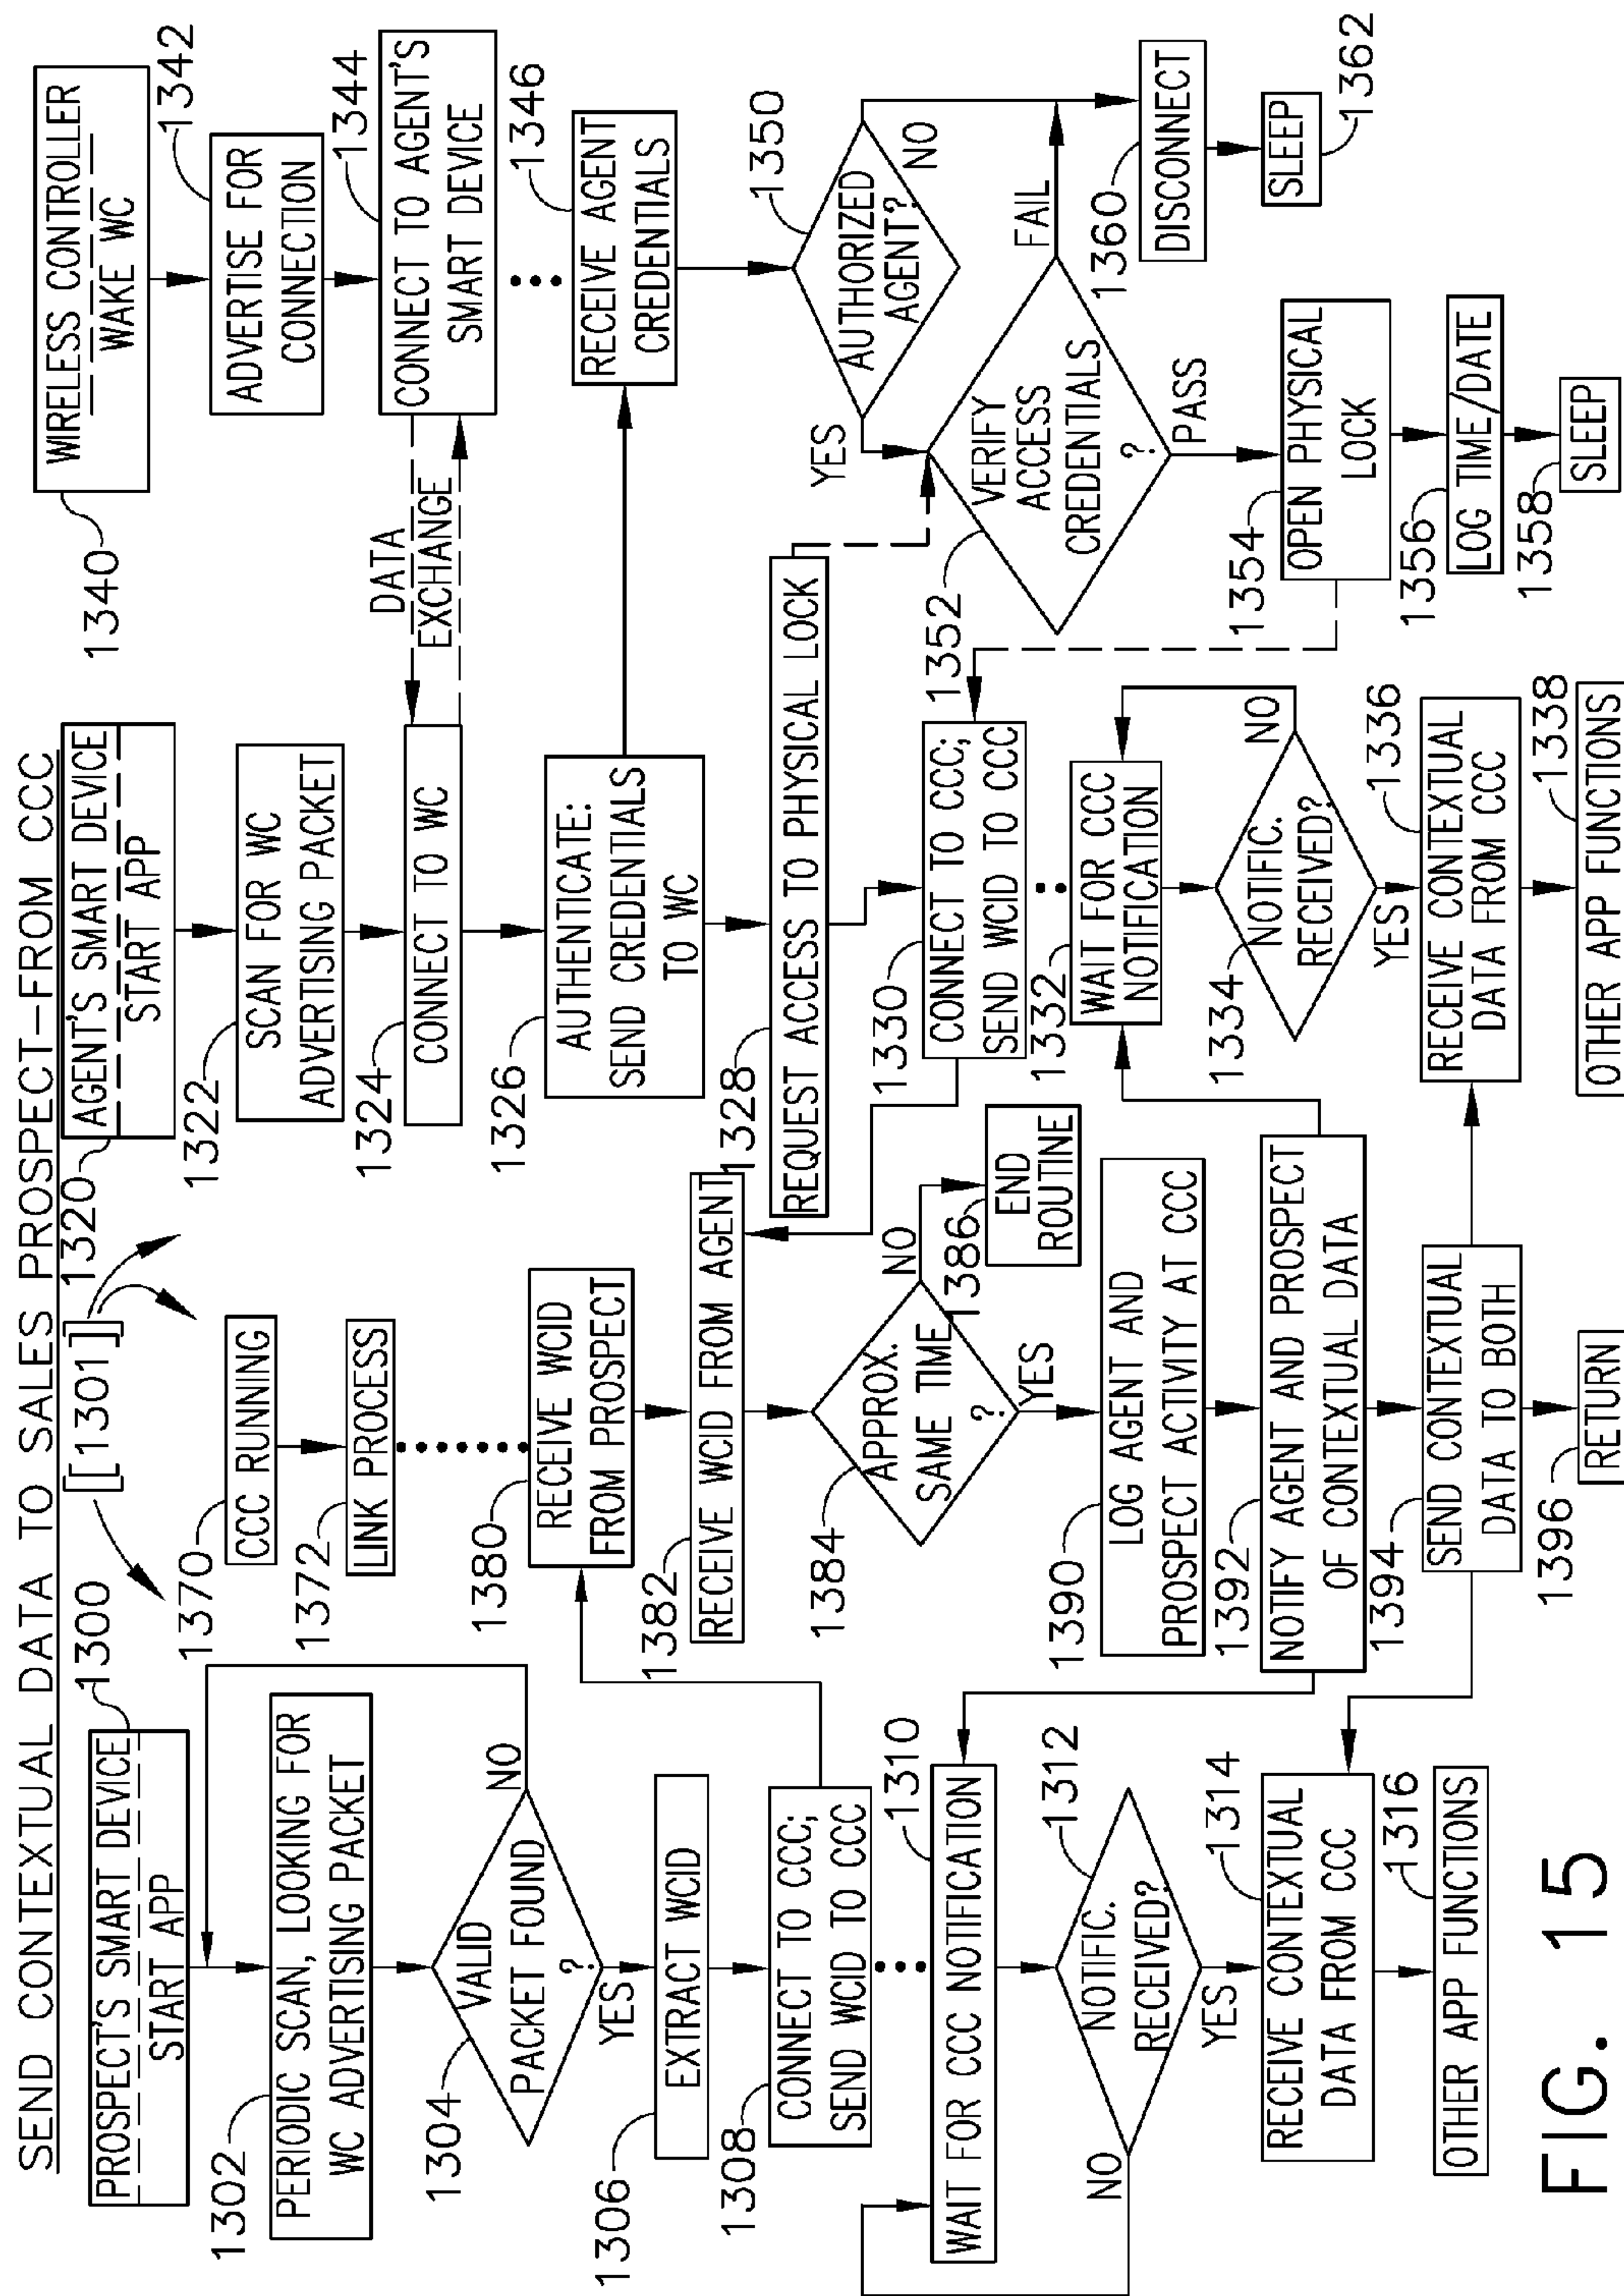 SEND CONTEXTUAL DATA TO SALES PROSPECT-FROM CCC
[[1301]]
1300
PROSPECT'S SMART DEVICE
START APP
1302
PERIODIC SCAN, LOOKING FOR
WC ADVERTISING PACKET
1304
VALID
PACKET FOUND
?
NO
YES
1306
EXTRACT WCID
1308
CONNECT TO CCC;
SEND WCID TO CCC
1310
WAIT FOR CCC NOTIFICATION
1312
NOTIFIC.
RECEIVED?
NO
YES
1314
RECEIVE CONTEXTUAL
DATA FROM CCC
1316
OTHER APP FUNCTIONS
1370
CCC RUNNING
1372
LINK PROCESS
1380
RECEIVE WCID
FROM PROSPECT
1382
RECEIVE WCID FROM AGENT
1384
APPROX.
SAME TIME
?
NO
1386
END
ROUTINE
YES
1390
LOG AGENT AND
PROSPECT ACTIVITY AT CCC
1392
NOTIFY AGENT AND PROSPECT
OF CONTEXTUAL DATA
1394
SEND CONTEXTUAL
DATA TO BOTH
1396
RETURN
1320
AGENT'S SMART DEVICE
START APP
1322
SCAN FOR WC
ADVERTISING PACKET
1324
CONNECT TO WC
1326
AUTHENTICATE:
SEND CREDENTIALS
TO WC
1328
REQUEST ACCESS TO PHYSICAL LOCK
1330
CONNECT TO CCC;
SEND WCID TO CCC
1332
WAIT FOR CCC
NOTIFICATION
1334
NOTIFIC.
RECEIVED?
NO
YES
1336
RECEIVE CONTEXTUAL
DATA FROM CCC
1338
OTHER APP FUNCTIONS
DATA
EXCHANGE
1340
WIRELESS CONTROLLER
WAKE WC
1342
ADVERTISE FOR
CONNECTION
1344
CONNECT TO AGENT'S
SMART DEVICE
1346
RECEIVE AGENT
CREDENTIALS
1350
AUTHORIZED
AGENT?
YES
NO
1352
VERIFY
ACCESS
CREDENTIALS
?
FAIL
PASS
1354
OPEN PHYSICAL
LOCK
1356
LOG TIME/DATE
1358
SLEEP
1360
DISCONNECT
1362
SLEEP
FIG. 15